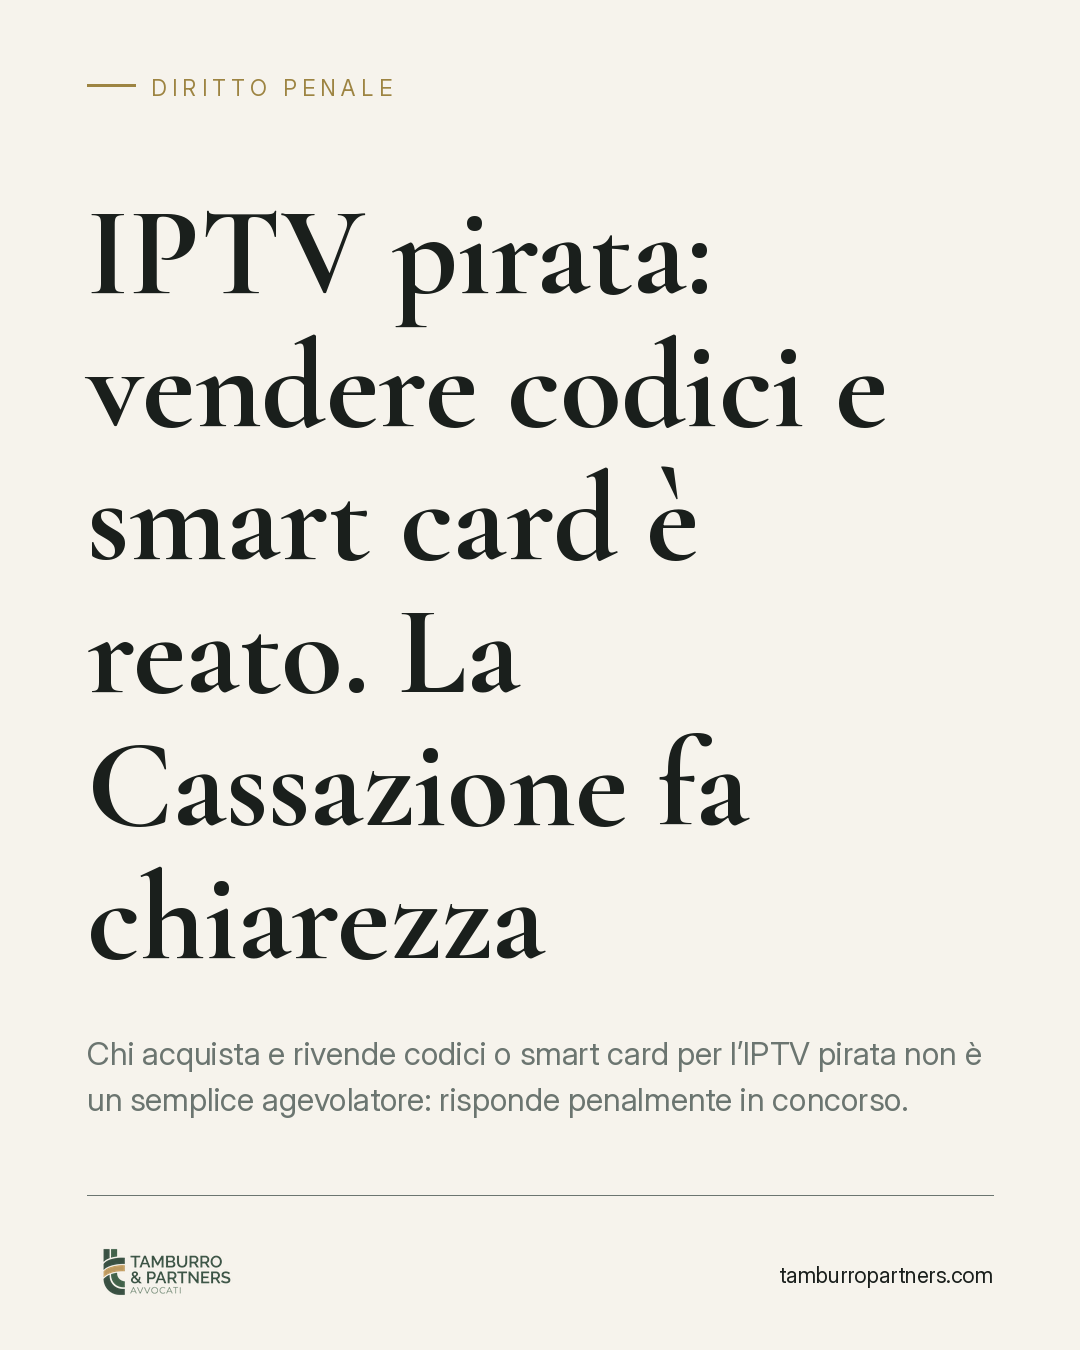 DIRITTO PENALE
IPTV pirata:
vendere codici e
smart card è
reato. La
Cassazione fa
chiarezza
Chi acquista e rivende codici o smart card per l’IPTV pirata non è
un semplice agevolatore: risponde penalmente in concorso.
TAMBURRO
& PARTNERS
AVVOCATI
tamburropartners.com